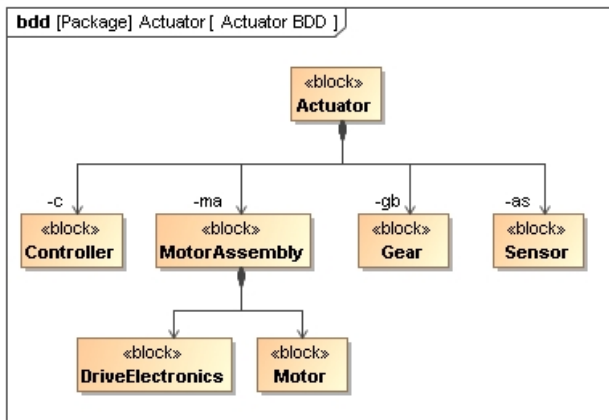 bdd [Package] Actuator [ Actuator BDD ]
«block»
Actuator
-c
-ma
-gb
-as
«block»
Controller
«block»
MotorAssembly
«block»
Gear
«block»
Sensor
«block»
DriveElectronics
«block»
Motor